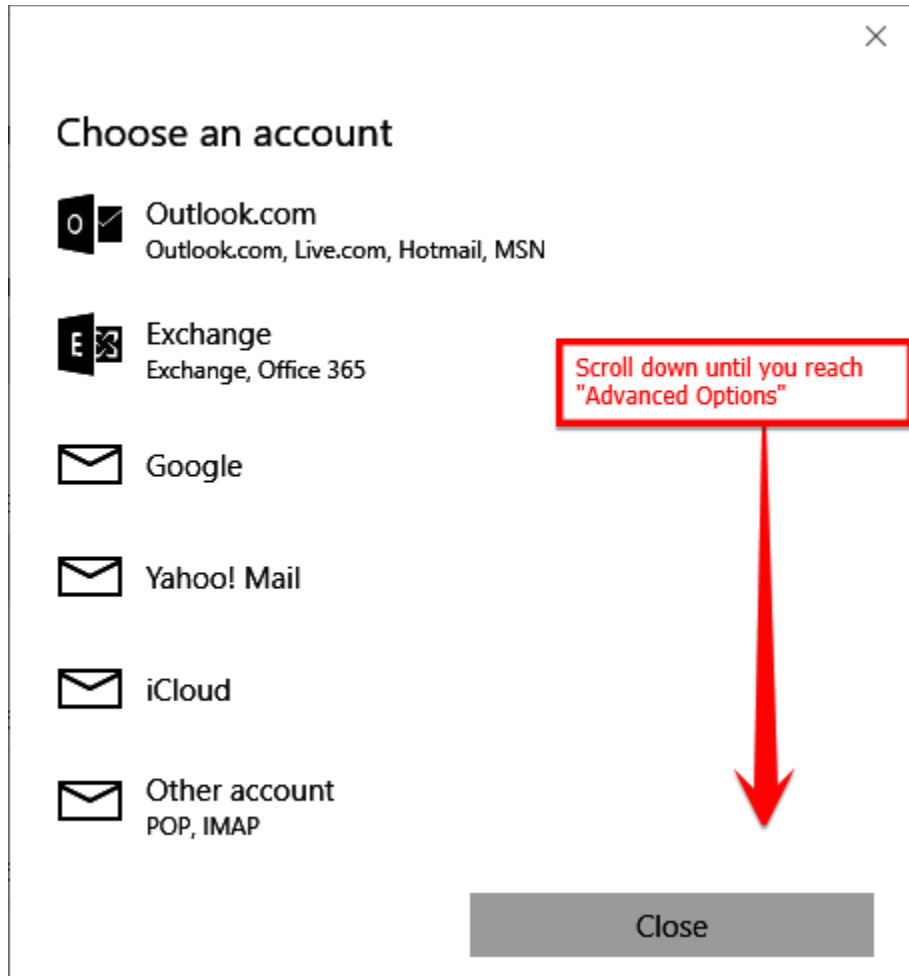 Choose an account
O
Outlook.com
Outlook.com, Live.com, Hotmail, MSN
E
Exchange
Exchange, Office 365
Scroll down until you reach
"Advanced Options"
Google
Yahoo! Mail
iCloud
Other account
POP, IMAP
Close